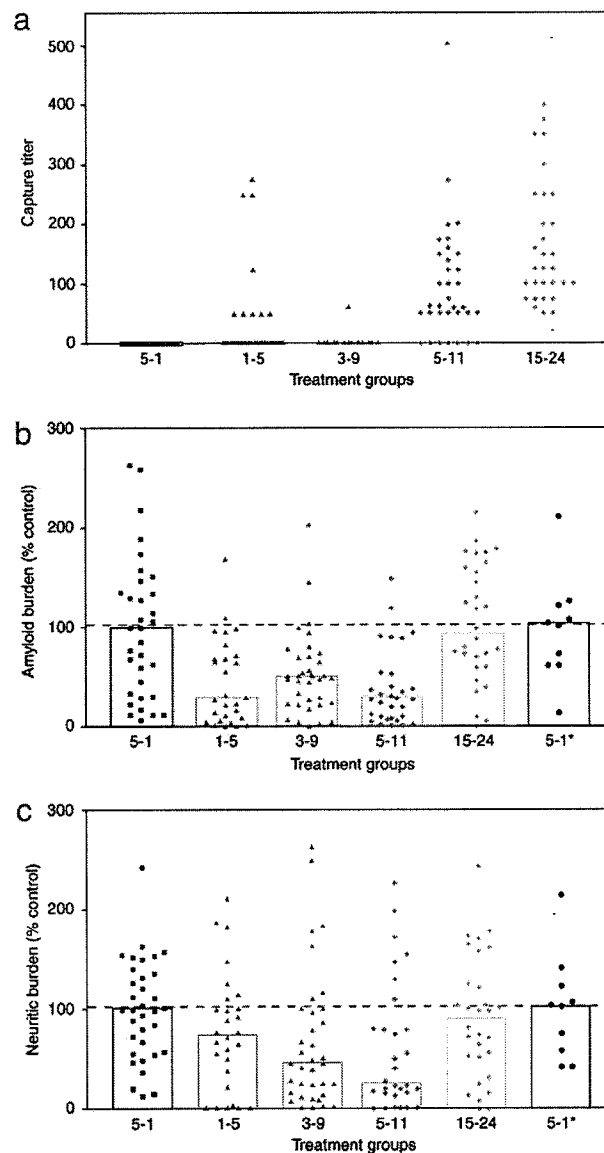 a
500
400
300
200
100
0
Capture titer
5-1 1-5 3-9 5-11 15-24
Treatment groups
b
300
200
100
0
Amyloid burden (% control)
5-1 1-5 3-9 5-11 15-24 5-1*
Treatment groups
c
300
200
100
0
Neuritic burden (% control)
5-1 1-5 3-9 5-11 15-24 5-1*
Treatment groups